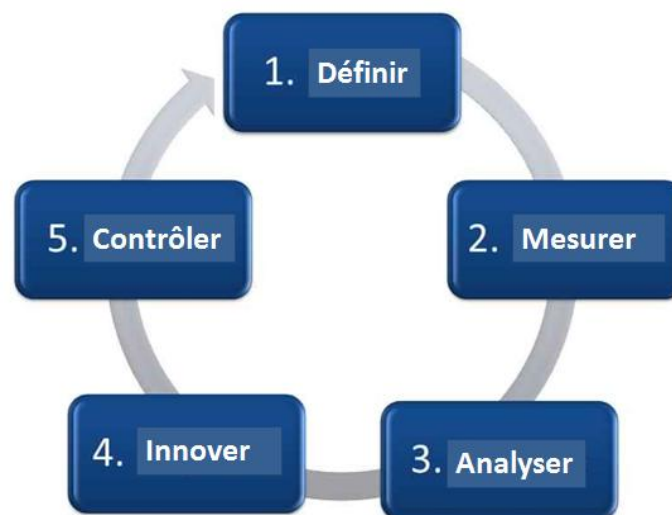 1. Définir
2. Mesurer
3. Analyser
4. Innover
5. Contrôler